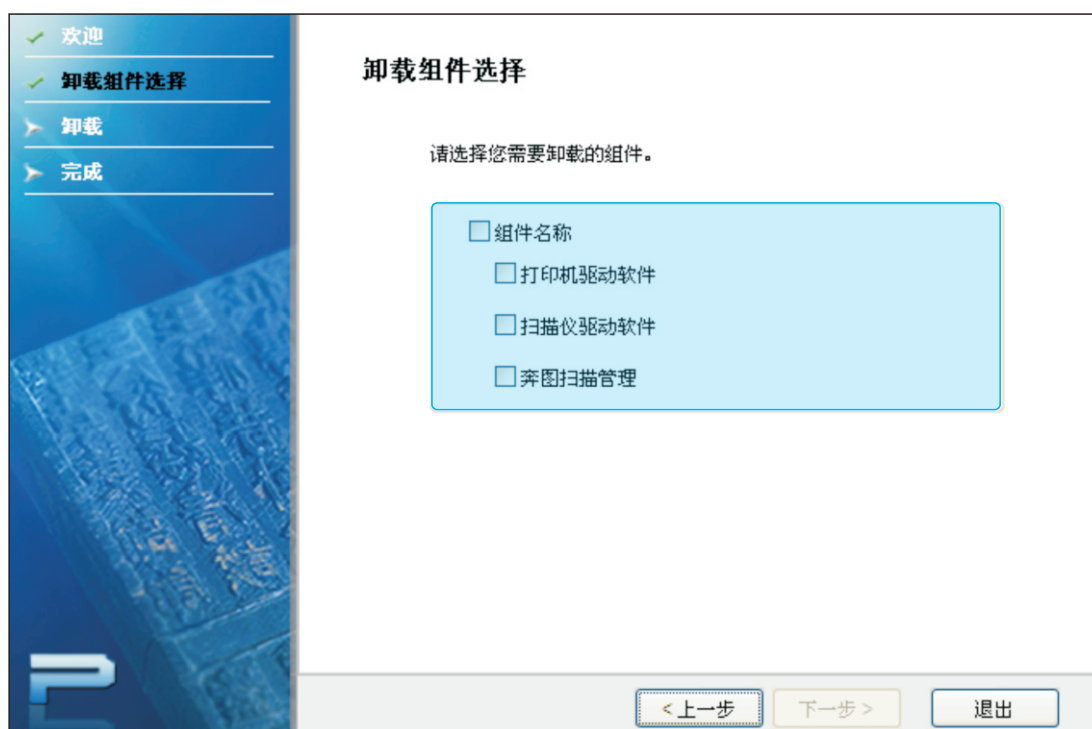 欢迎
卸载组件选择
卸载
完成
卸载组件选择
请选择您需要卸载的组件。
组件名称
打印机驱动软件
扫描仪驱动软件
奔图扫描管理
<上一步
下一步>
退出